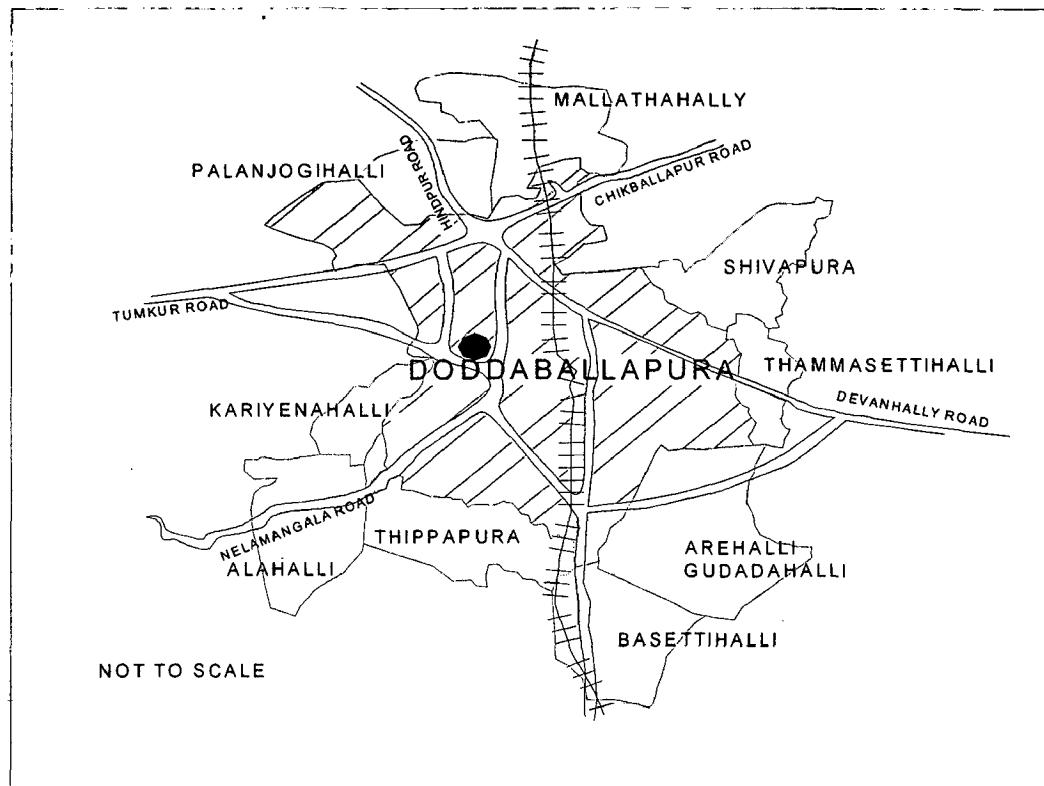 MALLATHAHALLY
HINDPUR ROAD
PALANJOGIHALLI
CHIKBALLAPUR ROAD
SHIVAPURA
TUMKUR ROAD
DODDABALLAPURA
THAMMASETTIHALLI
KARIYENAHALLI
DEVANHALLY ROAD
NELAMANGALA ROAD
THIPPAPURA
ALAHALLI
AREHALLI
GUDADAHALLI
BASETTIHALLI
NOT TO SCALE